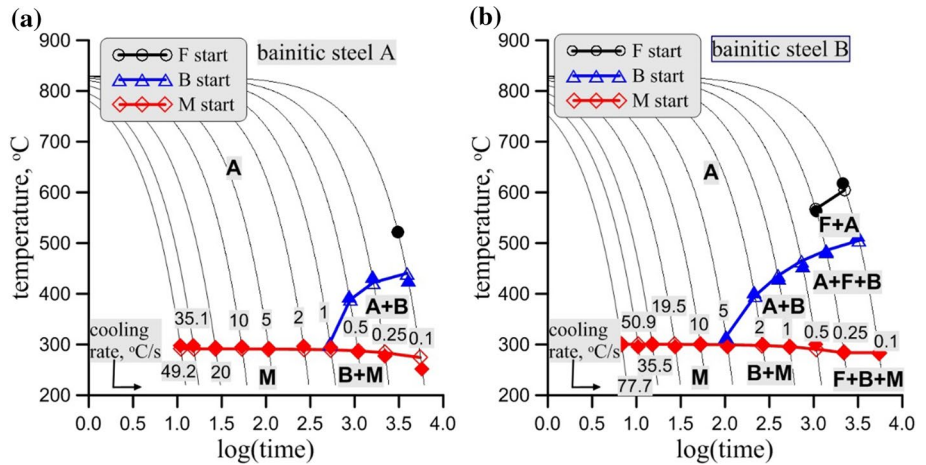 (a)
900
800
700
600
500
400
300
200
temperature, °C
F start
B start
M start
bainitic steel A
A
A+B
35.1
10
5
2
1
0.5
0.25
0.1
cooling
rate, °C/s
49.2
20
M
B+M
0.0 0.5 1.0 1.5 2.0 2.5 3.0 3.5 4.0
log(time)
(b)
900
800
700
600
500
400
300
200
temperature, °C
F start
B start
M start
bainitic steel B
A
F+A
A+F+B
A+B
50.9
19.5
10
5
2
1
0.5
0.25
0.1
cooling
rate, °C/s
35.5
77.7
M
B+M
F+B+M
0.0 0.5 1.0 1.5 2.0 2.5 3.0 3.5 4.0
log(time)